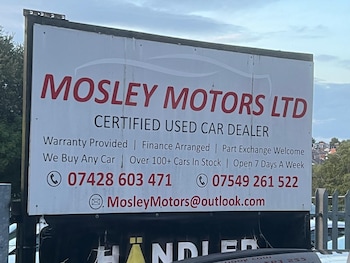 MOSLEY MOTORS LTD
CERTIFIED USED CAR DEALER
Warranty Provided | Finance Arranged | Part Exchange Welcome
We Buy Any Car | Over 100+ Cars In Stock | Open 7 Days A Week
07428 603 471 07549 261 522
MosleyMotors@outlook.com
HANDLER